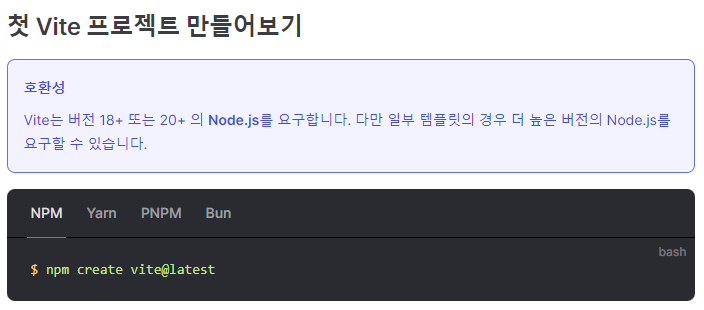 첫 Vite 프로젝트 만들어보기
호환성
Vite는 버전 18+ 또는 20+ 의 Node.js를 요구합니다. 다만 일부 템플릿의 경우 더 높은 버전의 Node.js를
요구할 수 있습니다.
NPM Yarn PNPM Bun
bash
$ npm create vite@latest